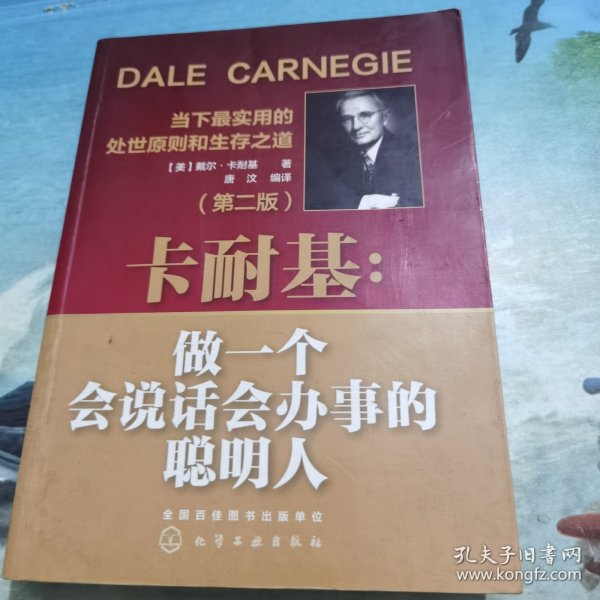 DALE CARNEGIE
当下最实用的
处世原则和生存之道
【美】戴尔·卡耐基 著
唐汶 编译
（第二版）
卡耐基：
做一个
会说话会办事的
聪明人
全国百佳图书出版单位
化学工业出版社
孔夫子旧书网
www.kongfz.com